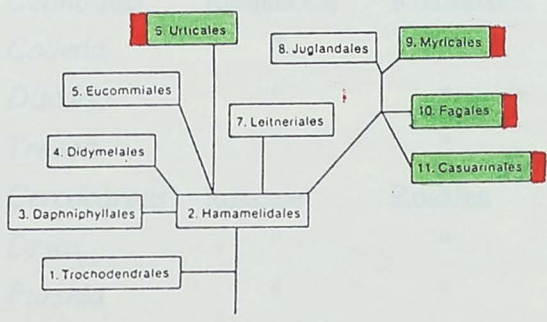 5. Urticales
8. Juglandales
9. Myricales
5. Eucommiales
10. Fagales
7. Leitneriales
4. Didymelales
11. Casuarinales
3. Daphniphyllales
2. Hamamelidales
1. Trochodendrales